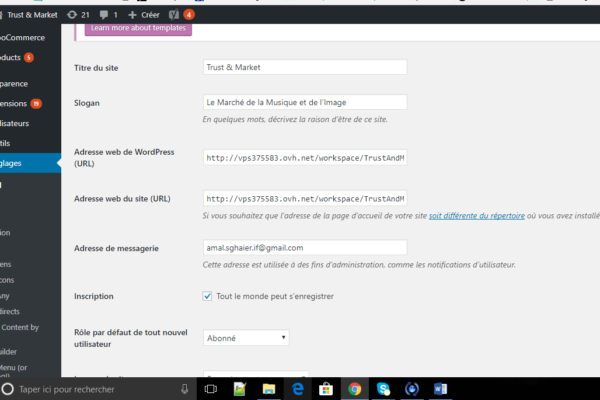 Trust & Market 21 1 Créer 4
Learn more about templates
ooCommerce
oducts 5
parence
ensions 19
ilisateurs
tils
glages
Titre du site Trust & Market
Slogan Le Marché de la Musique et de l'Image
En quelques mots, décrivez la raison d'être de ce site.
Adresse web de WordPress (URL) http://vps375583.ovh.net/workspace/TrustAndM
Adresse web du site (URL) http://vps375583.ovh.net/workspace/TrustAndM
Si vous souhaitez que l'adresse de la page d'accueil de votre site soit différente du répertoire où vous avez installé
Adresse de messagerie amal.sghaier.if@gmail.com
Cette adresse est utilisée à des fins d'administration, comme les notifications d'utilisateur.
Inscription Tout le monde peut s'enregistrer
Rôle par défaut de tout nouvel utilisateur Abonné
ion
ens
cons
Any
directs
Content by
uilder
Menu (or
Taper ici pour rechercher